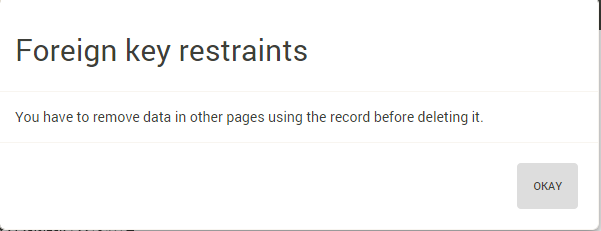 Foreign key restraints
You have to remove data in other pages using the record before deleting it.
OKAY